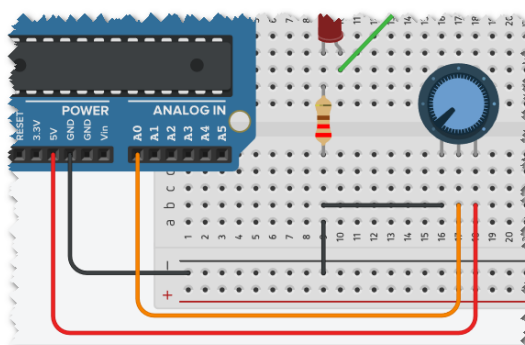 POWER
ANALOG IN
RESET
3.3V
5V
GND
GND
Vin
A0
A1
A2
A3
A4
A5
c
b
a
1 2 3 4 5 6 7 8 9 10 11 12 13 14 15 16 17 18 19 20
−
+